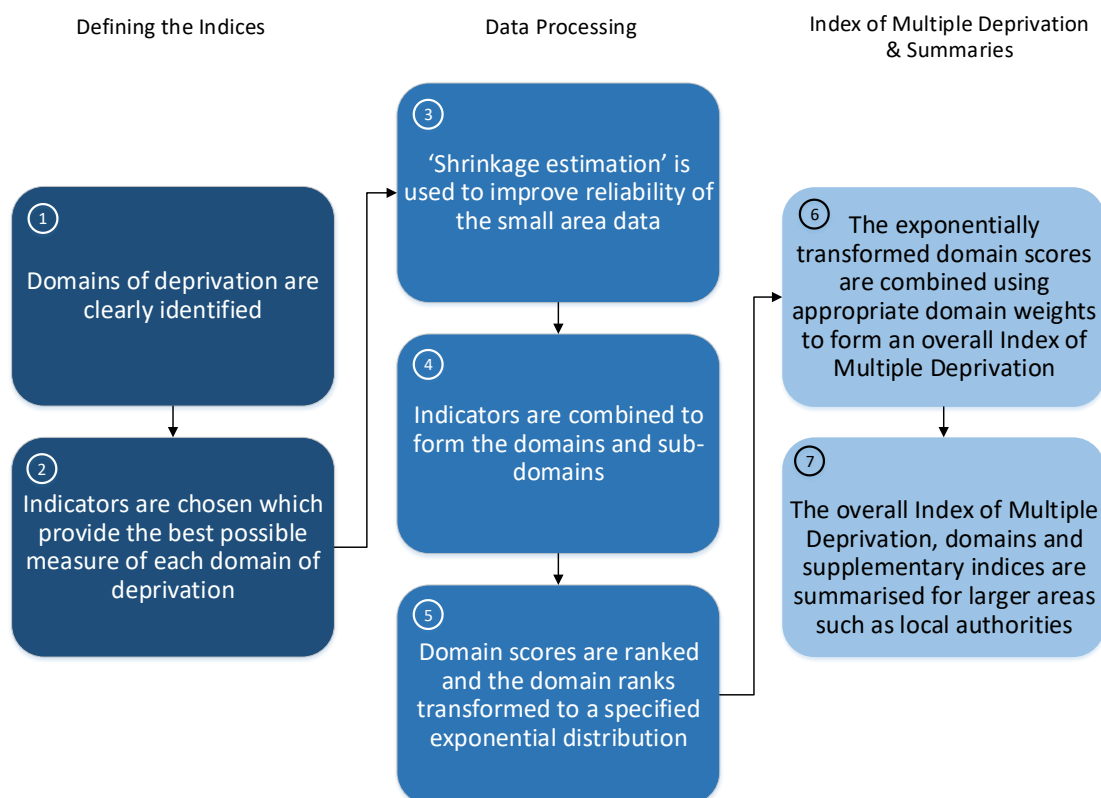 Defining the Indices
Data Processing
Index of Multiple Deprivation
& Summaries
1
Domains of deprivation are
clearly identified
2
Indicators are chosen which
provide the best possible
measure of each domain of
deprivation
3
‘Shrinkage estimation’ is
used to improve reliability of
the small area data
4
Indicators are combined to
form the domains and sub-
domains
5
Domain scores are ranked
and the domain ranks
transformed to a specified
exponential distribution
6
The exponentially
transformed domain scores
are combined using
appropriate domain weights
to form an overall Index of
Multiple Deprivation
7
The overall Index of Multiple
Deprivation, domains and
supplementary indices are
summarised for larger areas
such as local authorities